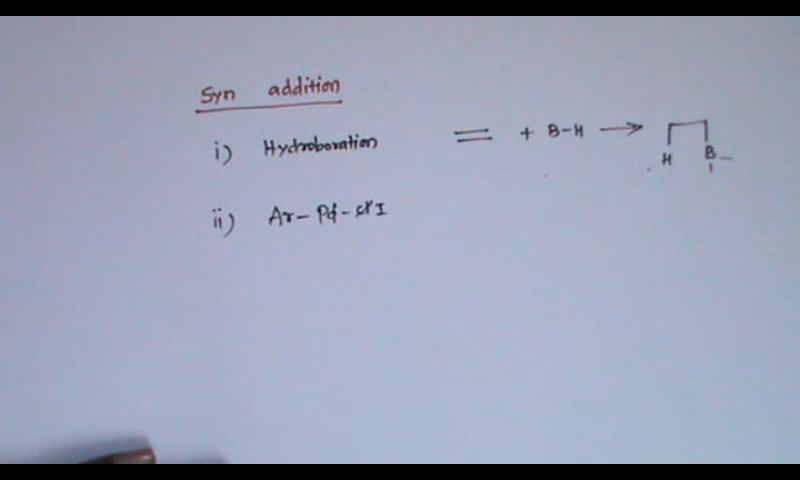 Syn addition
i) Hydroboration = + B-H → H B-
ii) Ar-Pd-I